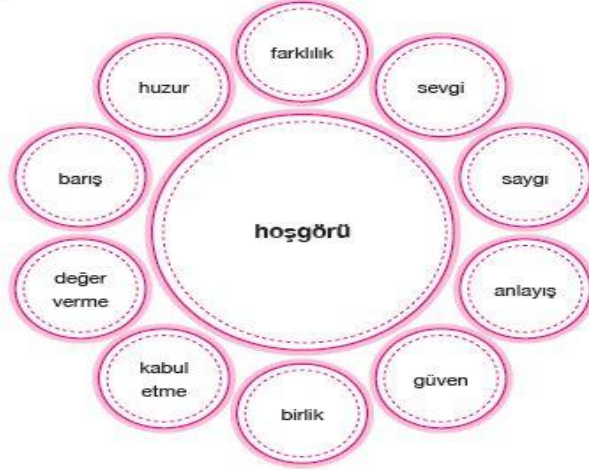 farklılık
huzur
sevgi
barış
saygı
hoşgörü
değer
verme
anlayış
kabul
etme
güven
birlik